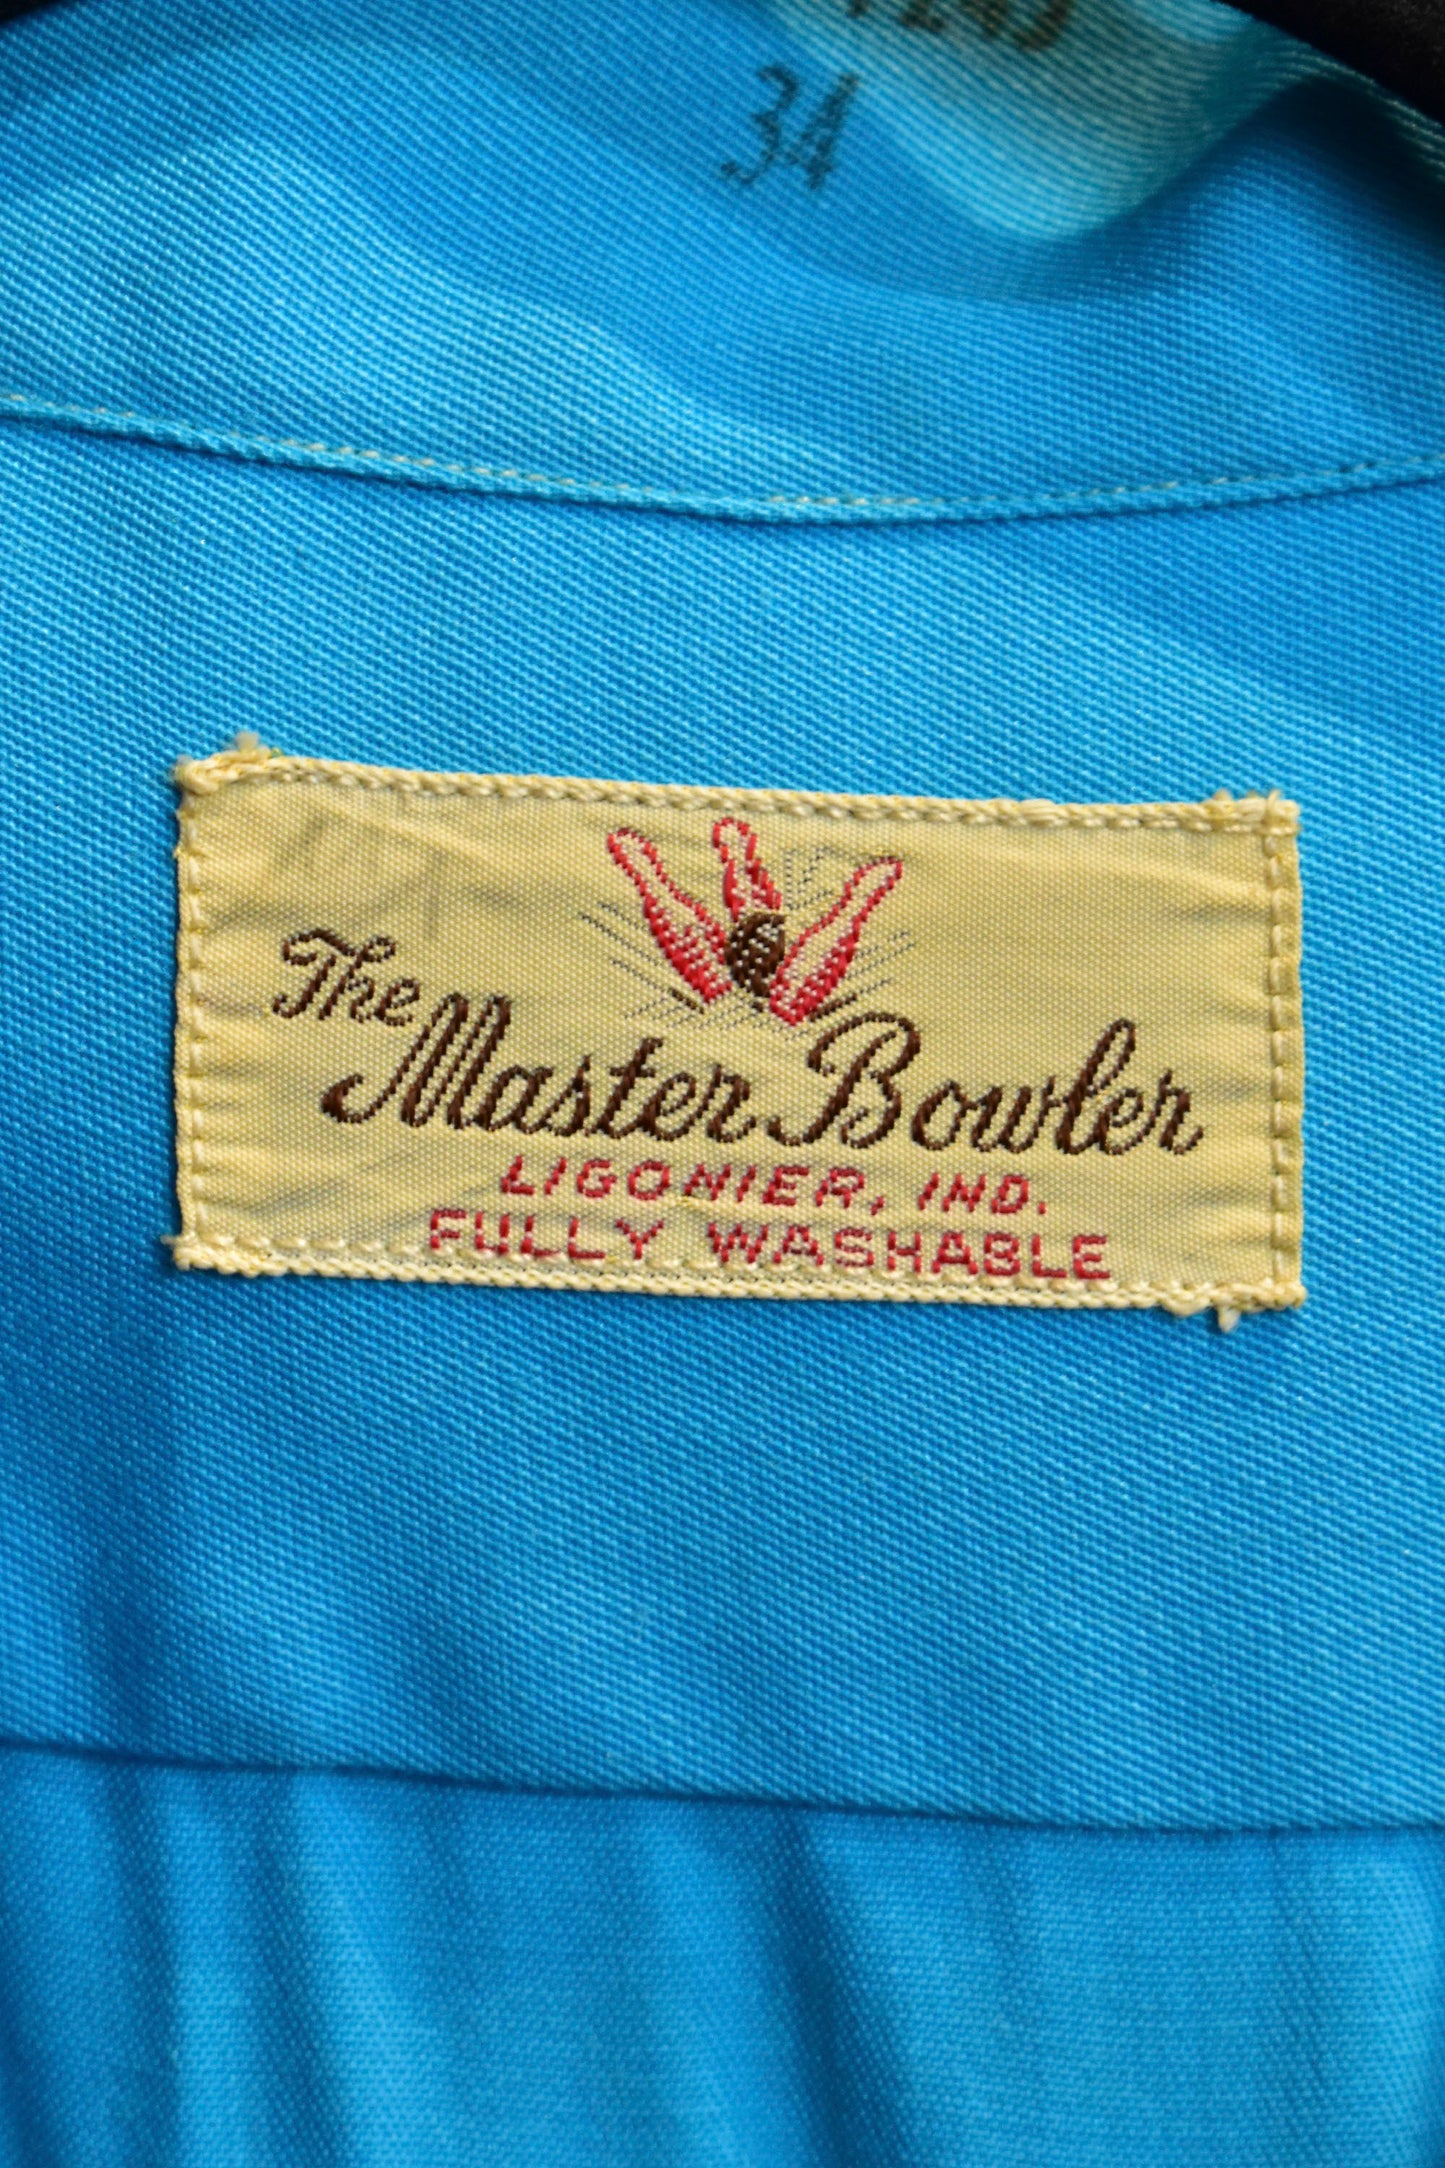 34
The
Master Bowler
LIGONIER, IND.
FULLY WASHABLE